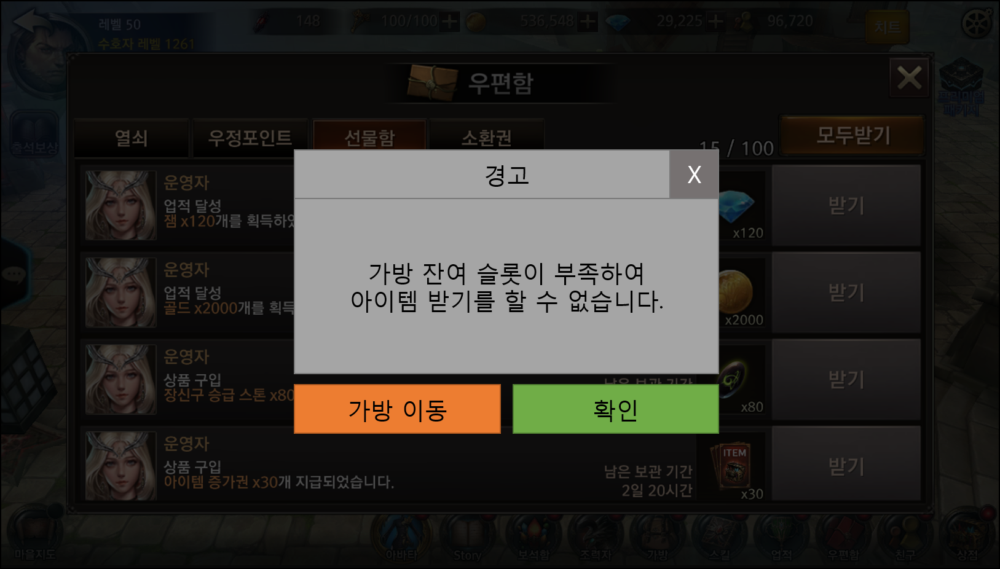 레벨 50
수호자 레벨 1261
148
100/100
536,548
29,225
96,720
치트
우편함
프리미엄
패키지
출석보상
열쇠
우정포인트
선물함
소환권
15 / 100
모두받기
경고
X
가방 잔여 슬롯이 부족하여
아이템 받기를 할 수 없습니다.
가방 이동
확인
운영자
업적 달성
잼 x120개를 획득하였
x120
받기
운영자
업적 달성
골드 x2000개를 획득
x2000
받기
운영자
상품 구입
장신구 승급 스톤 x80
남은 보관 기간
x80
받기
운영자
상품 구입
아이템 증가권 x30개 지급되었습니다.
남은 보관 기간
2일 20시간
ITEM
x30
받기
마을지도
아바타
Story
보석함
조력자
가방
스킬
업적
우편함
친구
상점